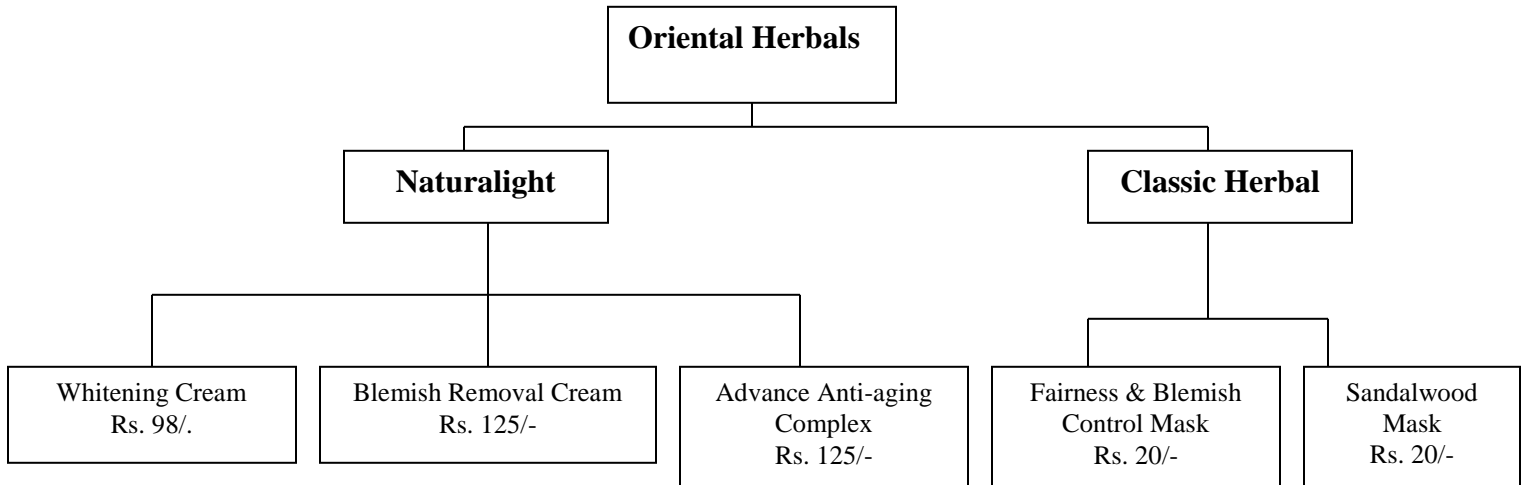 Oriental Herbals
Naturalight
Classic Herbal
Whitening Cream
Rs. 98/.
Blemish Removal Cream
Rs. 125/-
Advance Anti-aging
Complex
Rs. 125/-
Fairness & Blemish
Control Mask
Rs. 20/-
Sandalwood
Mask
Rs. 20/-